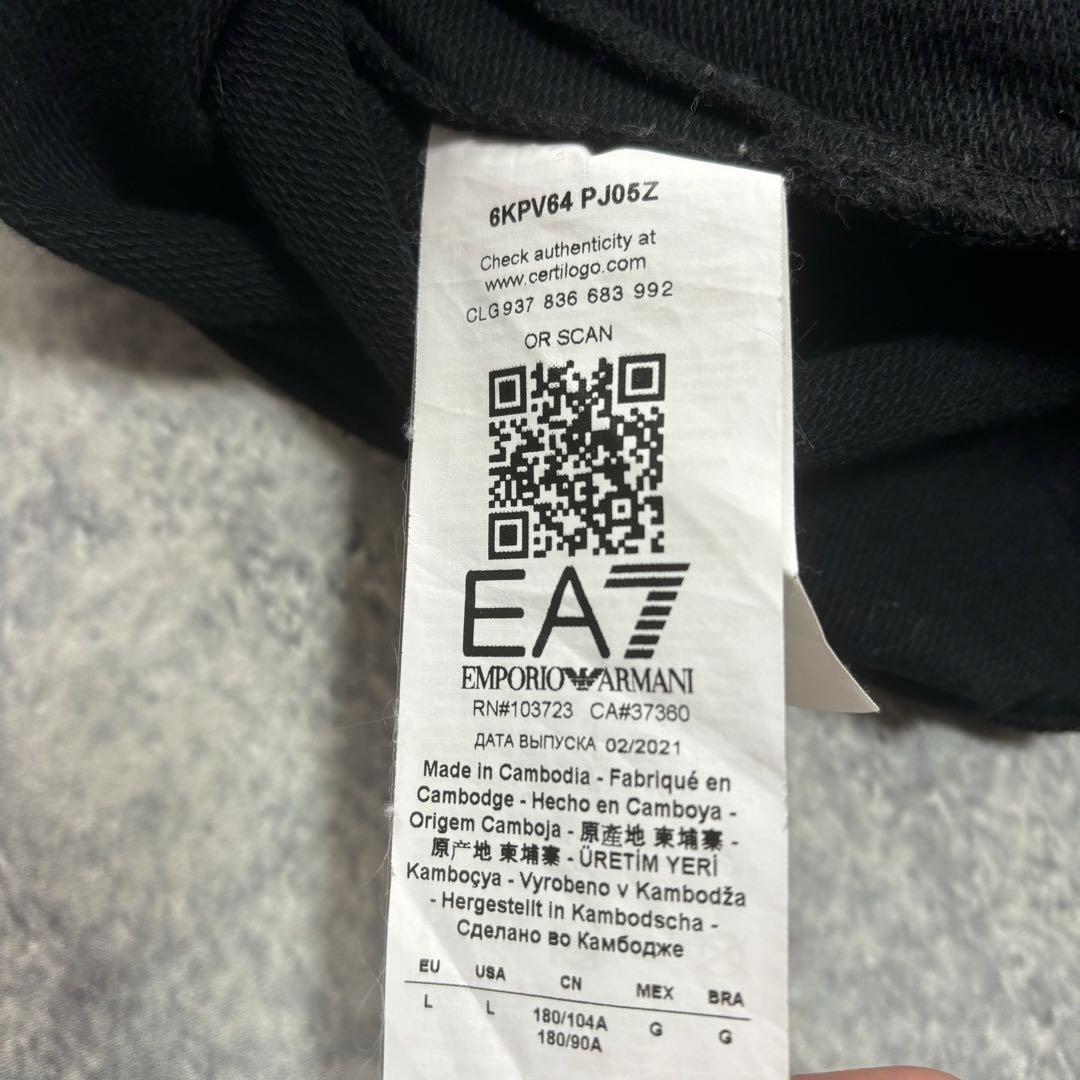 6KPV64 PJ05Z
Check authenticity at
www.certilogo.com
CLG937 836 683 992
OR SCAN
EA7
EMPORIO ARMANI
RN#103723 CA#37360
ДАТА ВЫПУСКА 02/2021
Made in Cambodia - Fabriqué en
Cambodge - Hecho en Camboya -
Origem Camboja - 原產地 柬埔寨 -
原产地 柬埔寨 - ÜRETİM YERİ
Kamboçya - Vyrobeno v Kambodža
- Hergestellt in Kambodscha -
Сделано во Камбодже
EU USA CN MEX BRA
L L 180/104A G G
180/90A